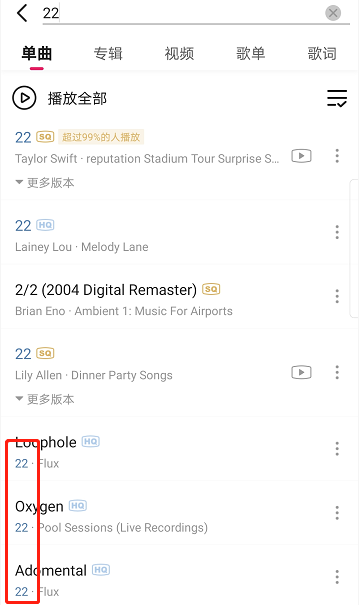 22
单曲 专辑 视频 歌单 歌词
播放全部
22 SQ 超过99%的人播放
Taylor Swift · reputation Stadium Tour Surprise S...
更多版本
22 HQ
Lainey Lou · Melody Lane
2/2 (2004 Digital Remaster) SQ
Brian Eno · Ambient 1: Music For Airports
22 SQ
Lily Allen · Dinner Party Songs
更多版本
Loophole HQ
22 · Flux
Oxygen HQ
22 · Pool Sessions (Live Recordings)
Adomental HQ
22 · Flux